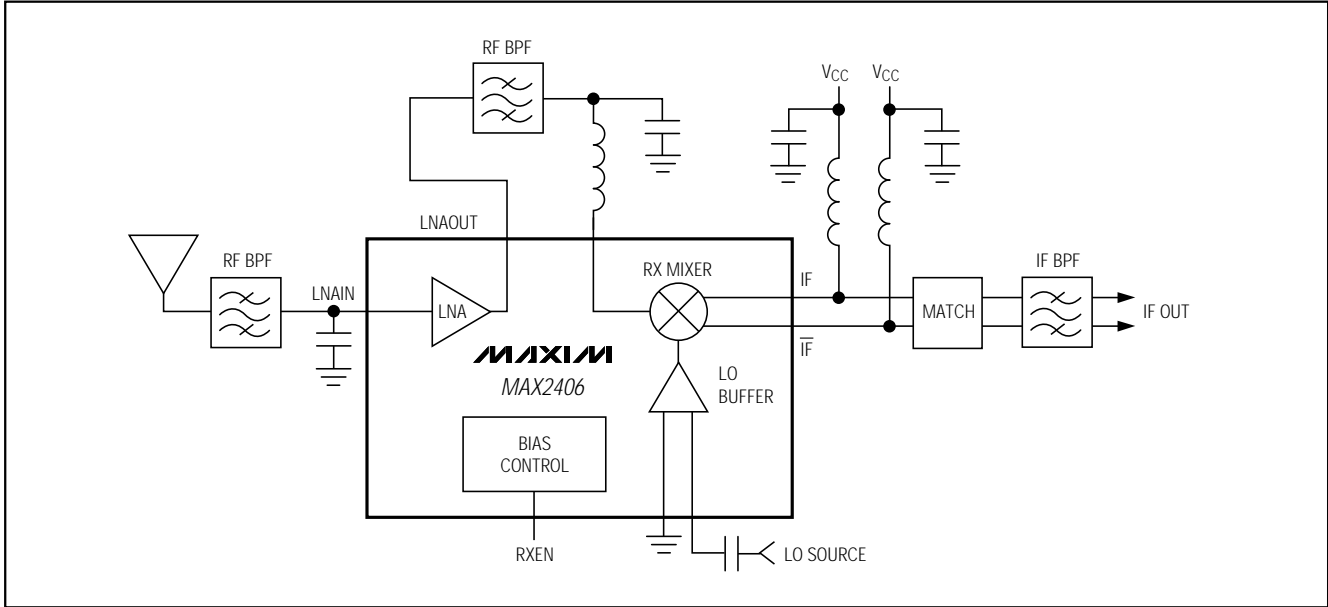 RF BPF
VCC VCC
LNAOUT
RF BPF
LNAIN
LNA
RX MIXER
IF
IF BPF
MATCH
IF OUT
I̅F̅
MAXIM
MAX2406
LO
BUFFER
BIAS
CONTROL
RXEN
LO SOURCE